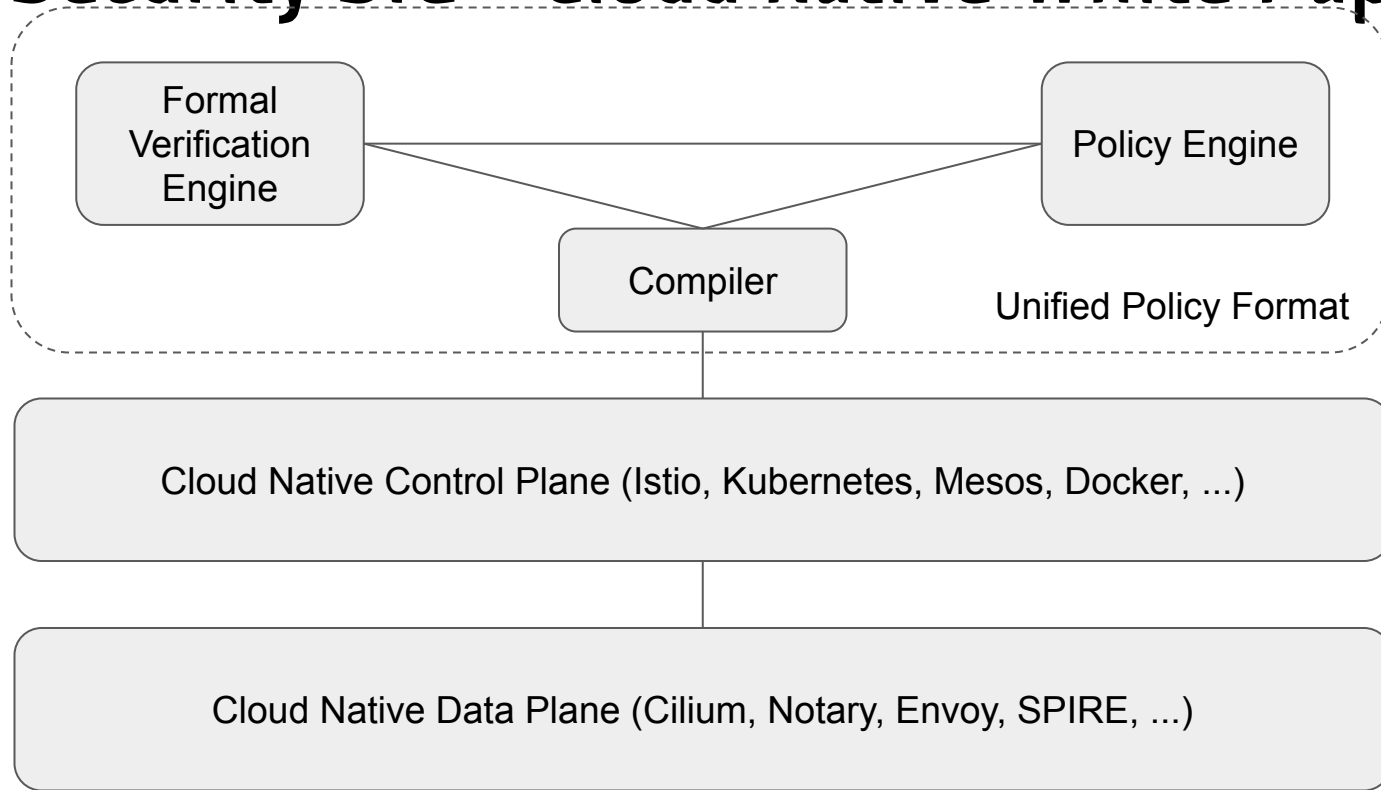 Formal
Verification
Engine
Policy Engine
Compiler
Unified Policy Format
Cloud Native Control Plane (Istio, Kubernetes, Mesos, Docker, ...)
Cloud Native Data Plane (Cilium, Notary, Envoy, SPIRE, ...)